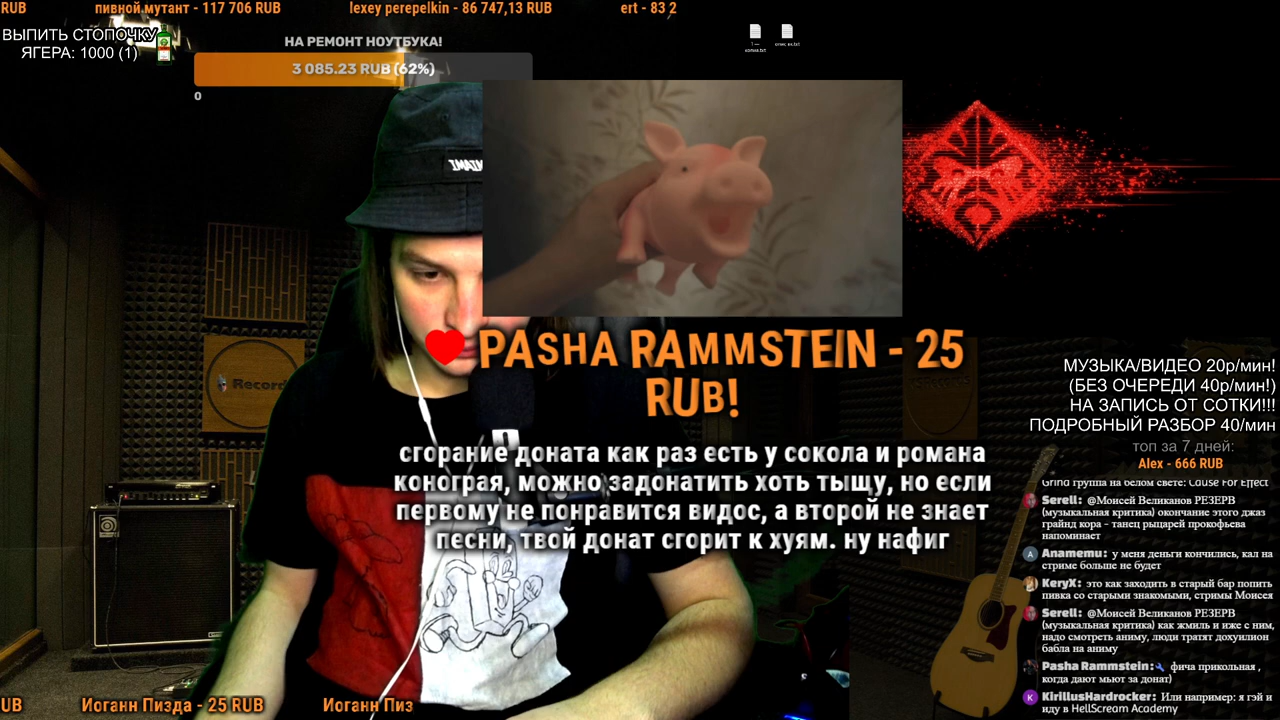 RUB пивной мутант - 117 706 RUB lexey perepelkin - 86 747,13 RUB ert - 83 2
ВЫПИТЬ СТОПОЧКУ
ЯГЕРА: 1000 (1)
НА РЕМОНТ НОУТБУКА!
3 085.23 RUB (62%)
0
Record
PASHA RAMMSTEIN - 25
RUB!
сгорание доната как раз есть у сокола и романа
конограя, можно задонатить хоть тыщу, но если
первому не понравится видос, а второй не знает
песни, твой донат сгорит к хуям. ну нафиг
МУЗЫКА/ВИДЕО 20р/мин!
(БЕЗ ОЧЕРЕДИ 40р/мин!)
НА ЗАПИСЬ ОТ СОТКИ!!!
ПОДРОБНЫЙ РАЗБОР 40/мин
топ за 7 дней:
Alex - 666 RUB
Grind группа на белом свете: Cause For Effect
Serell: @Моисей Великанов РЕЗЕРВ
(музыкальная критика) окончание этого джаз
грайнд кора - танец рыцарей прокофьева
напоминает
A Anamemu: у меня деньги кончились, кал на
стриме больше не будет
KeryX: это как заходить в старый бар попить
пивка со старыми знакомыми, стримы Моисея
Serell: @Моисей Великанов РЕЗЕРВ
(музыкальная критика) как жмиль и иже с ним,
надо смотреть аниму, люди тратят дохуилион
бабла на аниму
Pasha Rammstein: фича прикольная ,
когда дают мьют за донат)
K KirillusHardrocker: Или например: я гэй и
иду в HellScream Academy
UB Иоганн Пизда - 25 RUB Иоганн Пиз